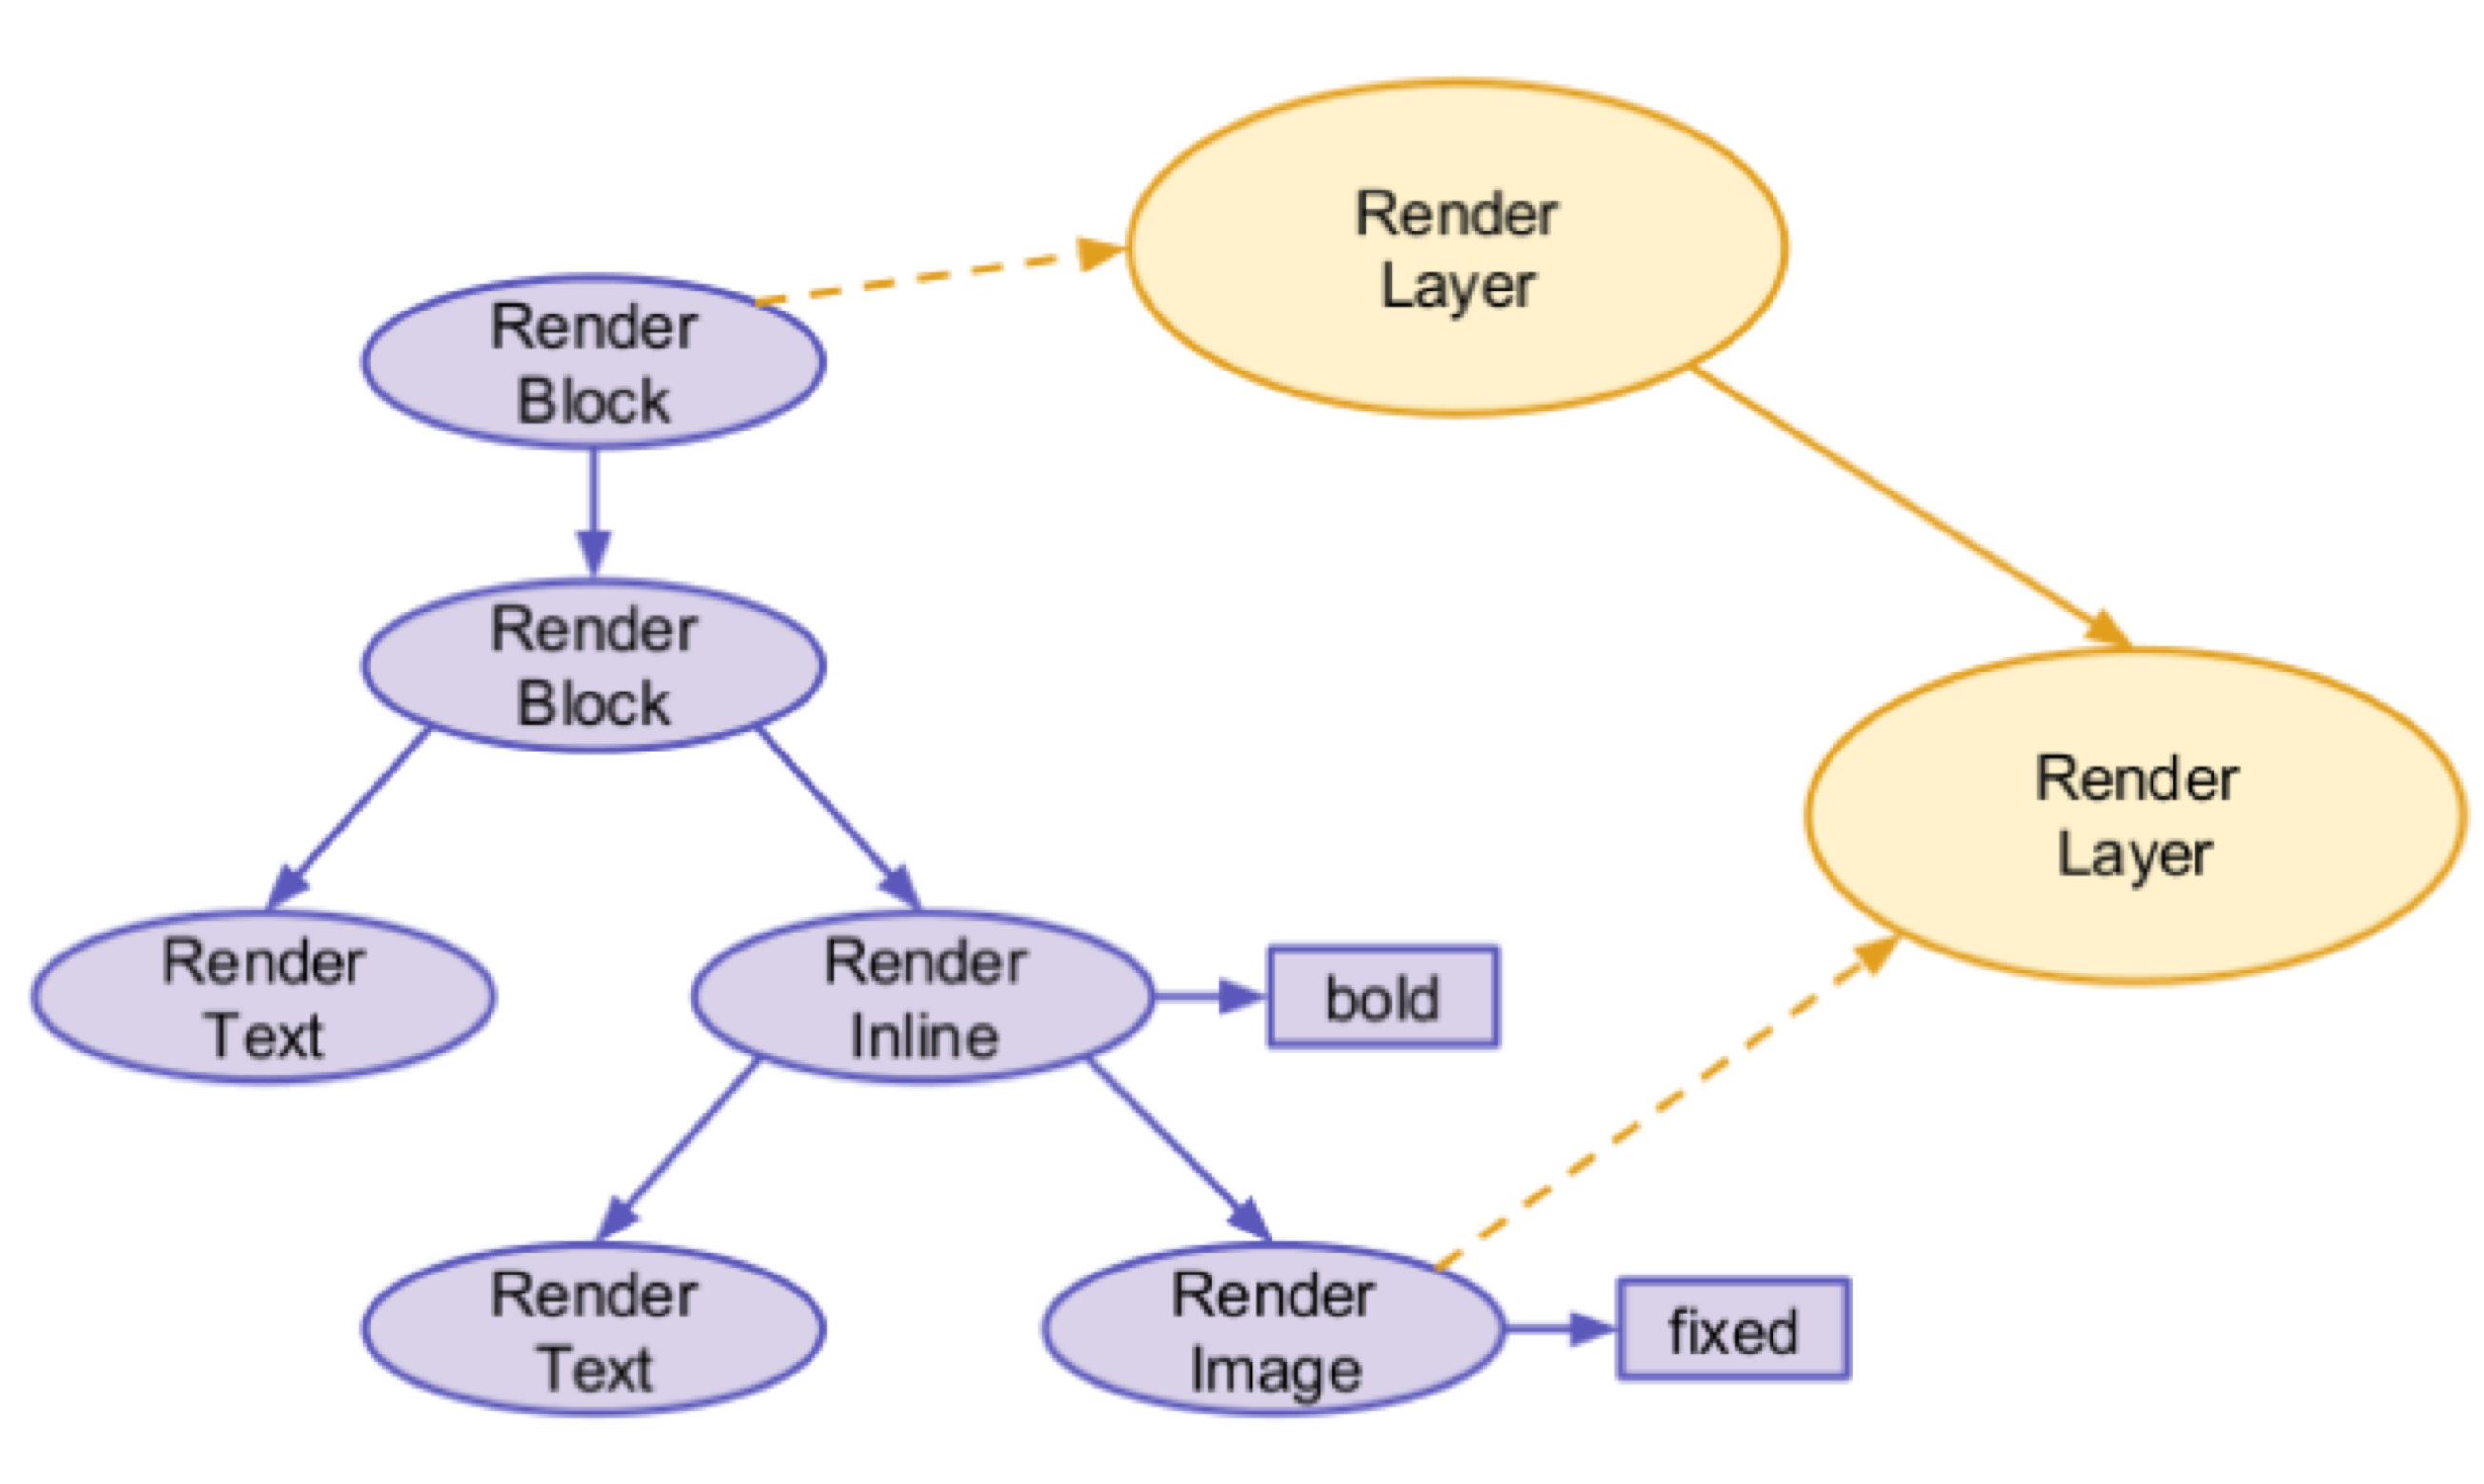 Render
Layer
Render
Block
Render
Block
Render
Layer
Render
Text
Render
Inline
bold
Render
Text
Render
Image
fixed